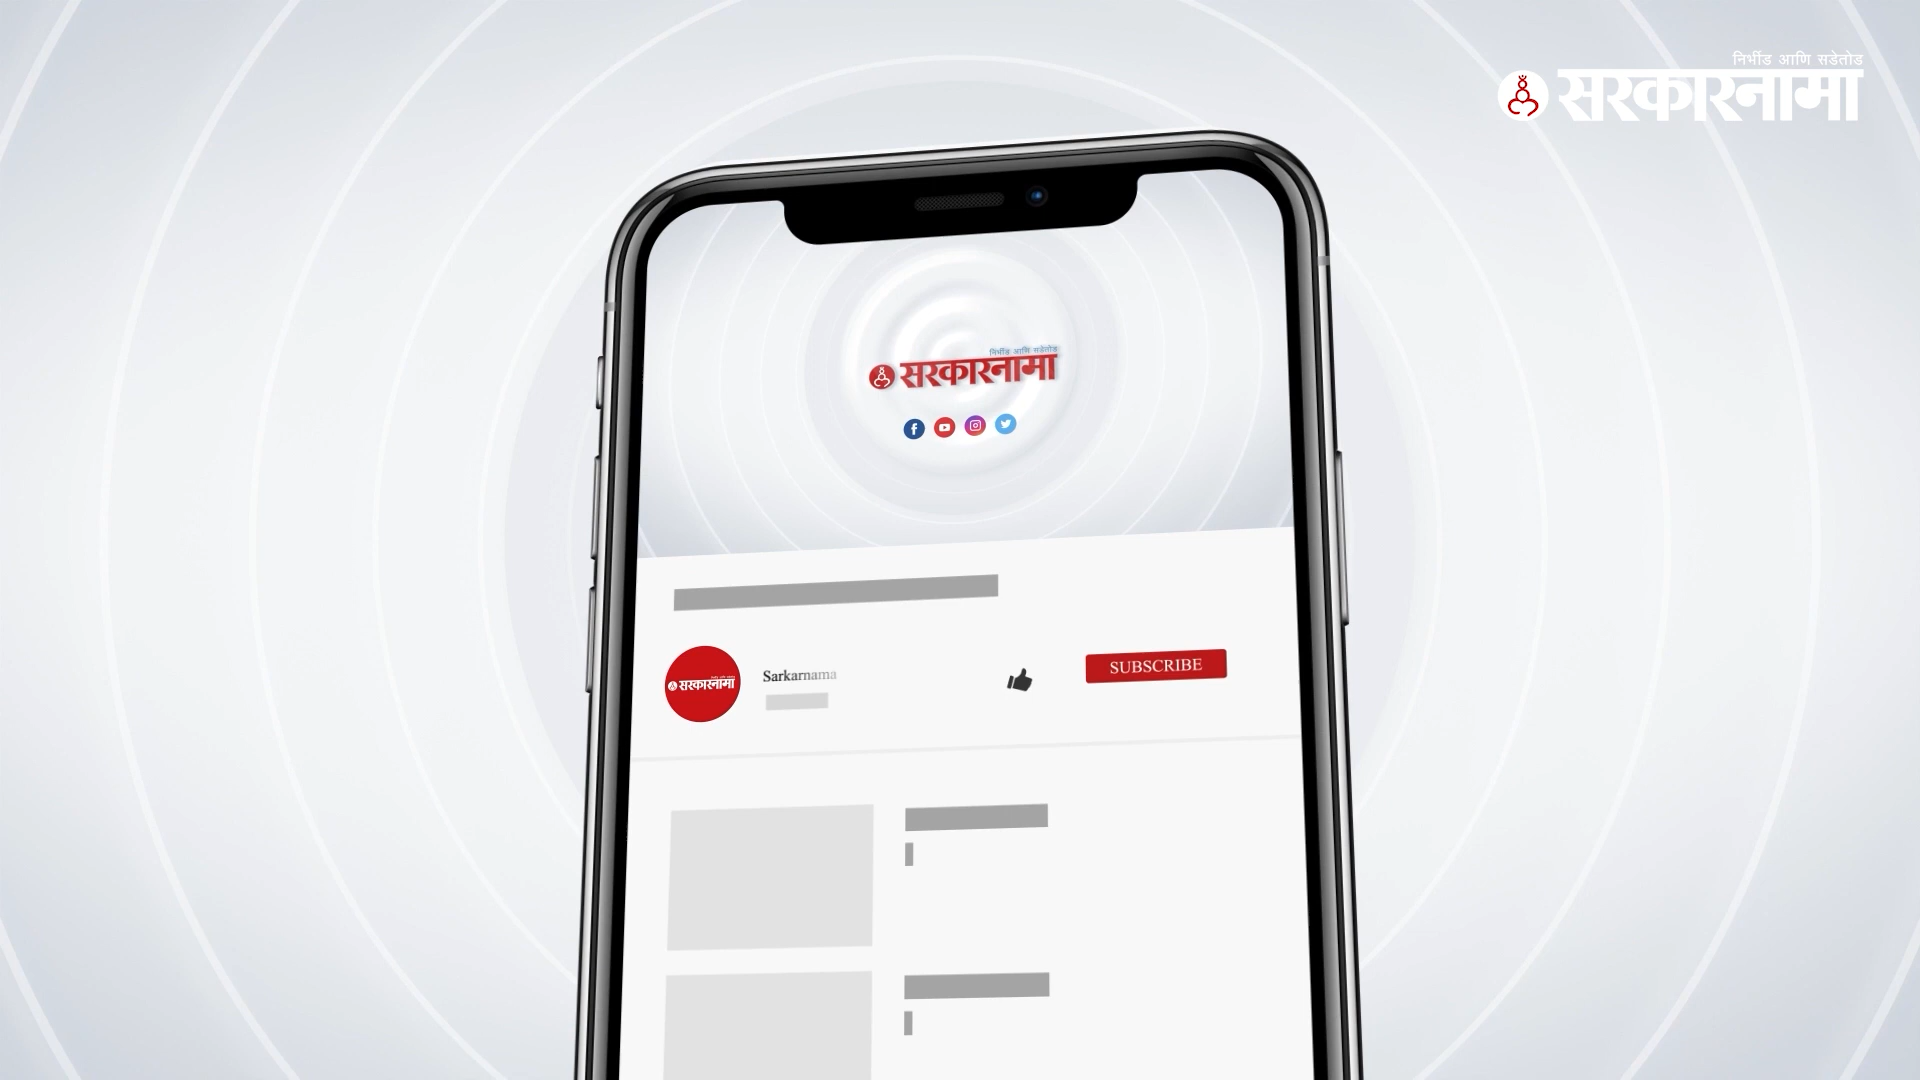 निर्भीड आणि सडेतोड
सरकारनामा
निर्भीड आणि सडेतोड
सरकारनामा
सरकारनामा
Sarkarnama
SUBSCRIBE